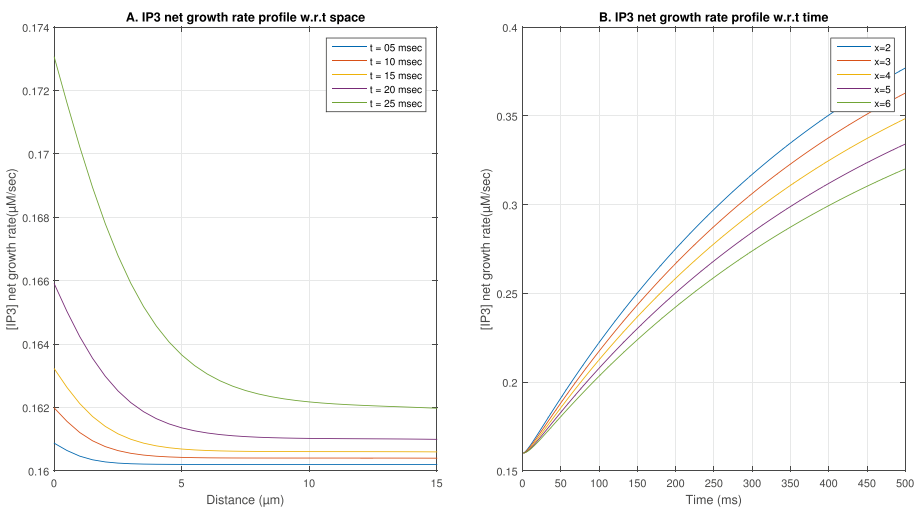 A. IP3 net growth rate profile w.r.t space
[IP3] net growth rate(µM/sec)
0.174
0.172
0.17
0.168
0.166
0.164
0.162
0.16
t = 05 msec
t = 10 msec
t = 15 msec
t = 20 msec
t = 25 msec
0
5
10
15
Distance (µm)
B. IP3 net growth rate profile w.r.t time
[IP3] net growth rate(µM/sec)
0.4
0.35
0.3
0.25
0.2
0.15
x=2
x=3
x=4
x=5
x=6
0
50
100
150
200
250
300
350
400
450
500
Time (ms)